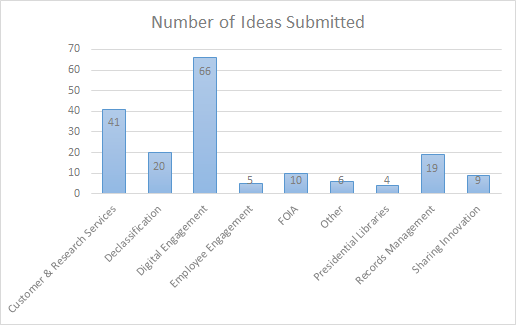 Number of Ideas Submitted
70
60
50
40
30
20
10
0
41
20
66
5
10
6
4
19
9
Customer & Research Services
Declassification
Digital Engagement
Employee Engagement
FOIA
Other
Presidential Libraries
Records Management
Sharing Innovation